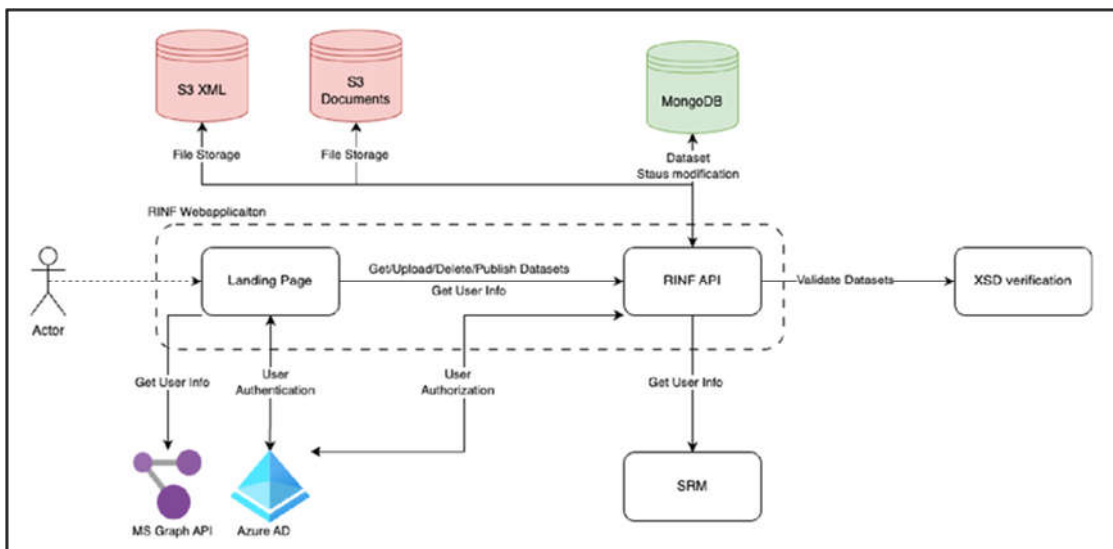 S3 XML
S3
Documents
MongoDB
File Storage
File Storage
Dataset
Staus modification
RINF Webapplicaiton
Landing Page
Get/Upload/Delete/Publish Datasets
Get User Info
RINF API
Validate Datasets
XSD verification
Actor
Get User Info
User
Authentication
User
Authorization
Get User Info
MS Graph API
Azure AD
SRM